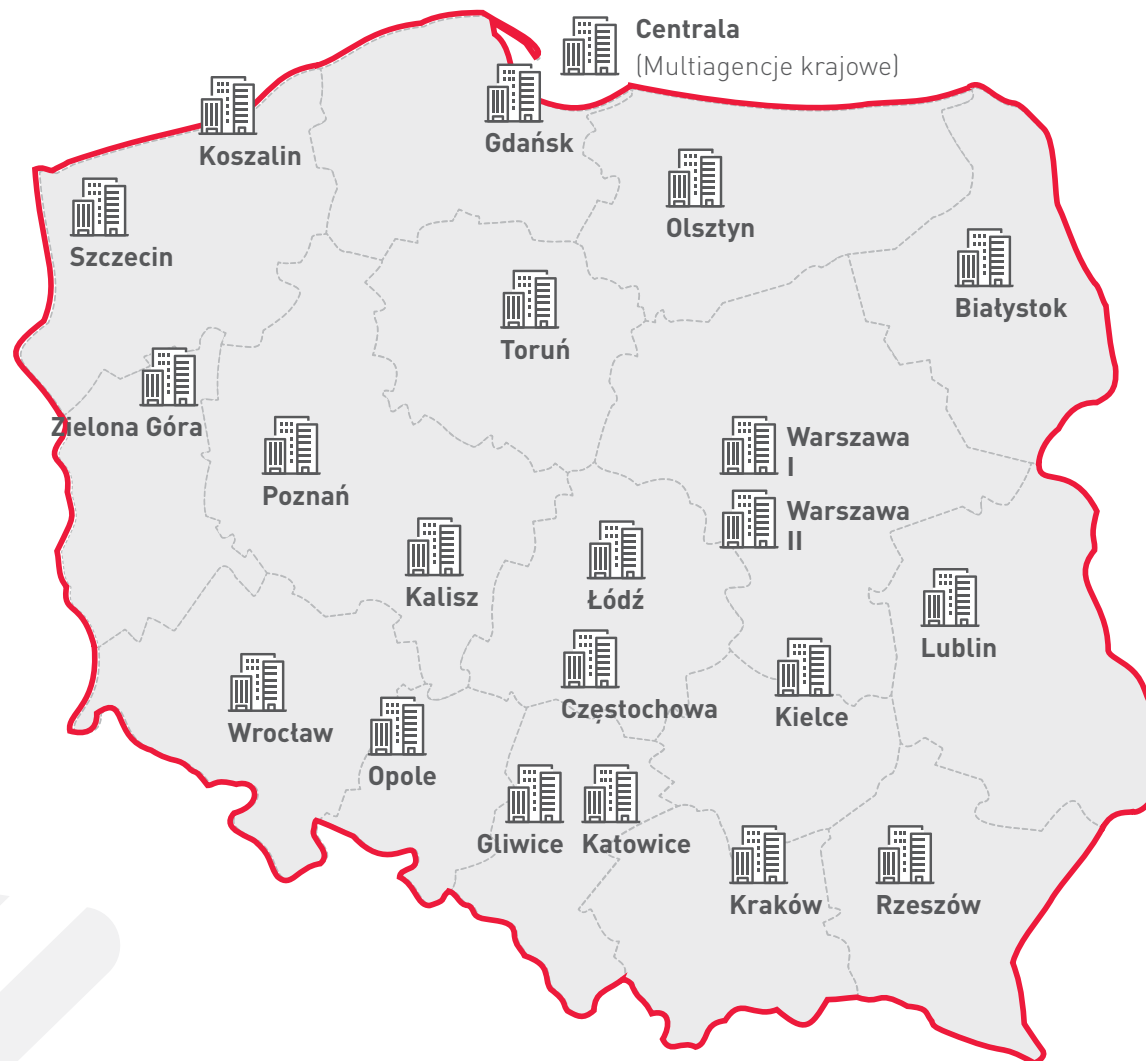 Centrala
(Multiagencje krajowe)
Koszalin
Gdańsk
Szczecin
Olsztyn
Białystok
Toruń
Zielona Góra
Poznań
Warszawa
I
Warszawa
II
Kalisz
Łódź
Lublin
Wrocław
Częstochowa
Kielce
Opole
Gliwice
Katowice
Kraków
Rzeszów